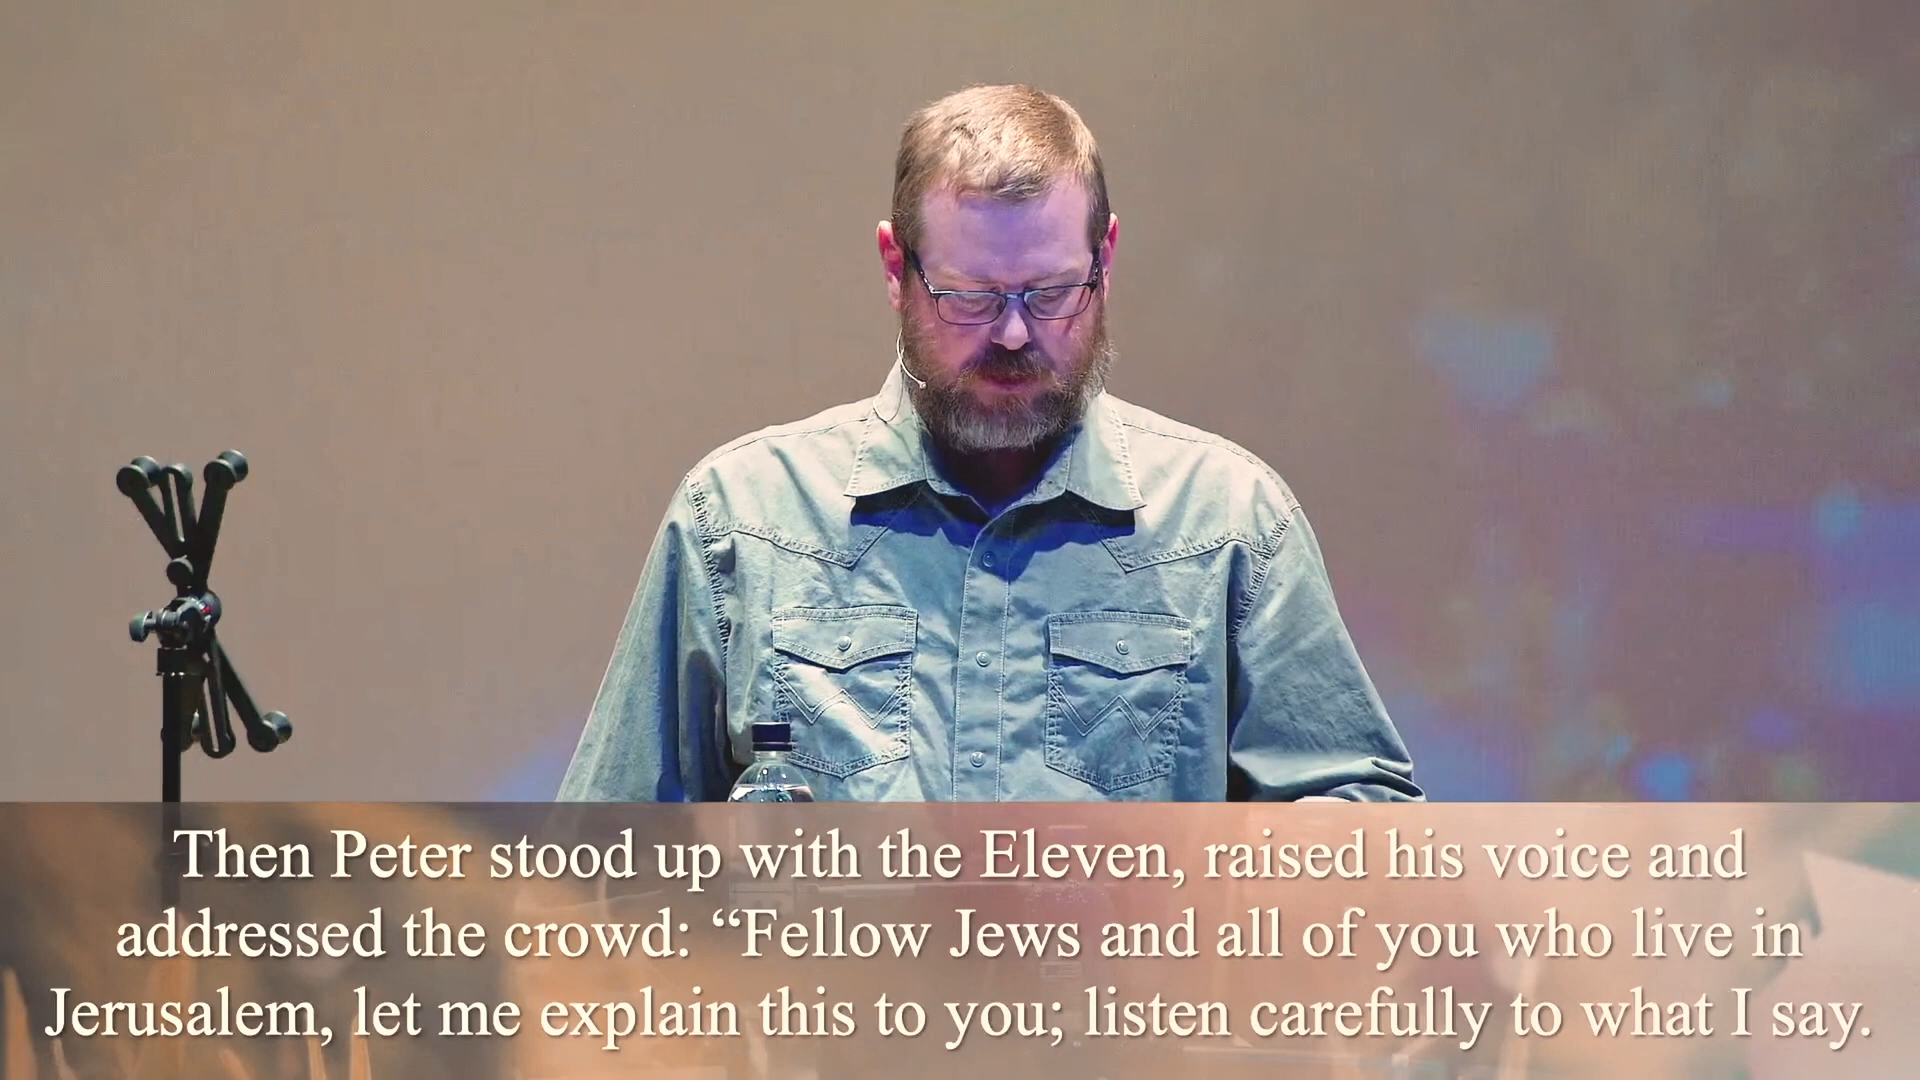 Then Peter stood up with the Eleven, raised his voice and
addressed the crowd: “Fellow Jews and all of you who live in
Jerusalem, let me explain this to you; listen carefully to what I say.